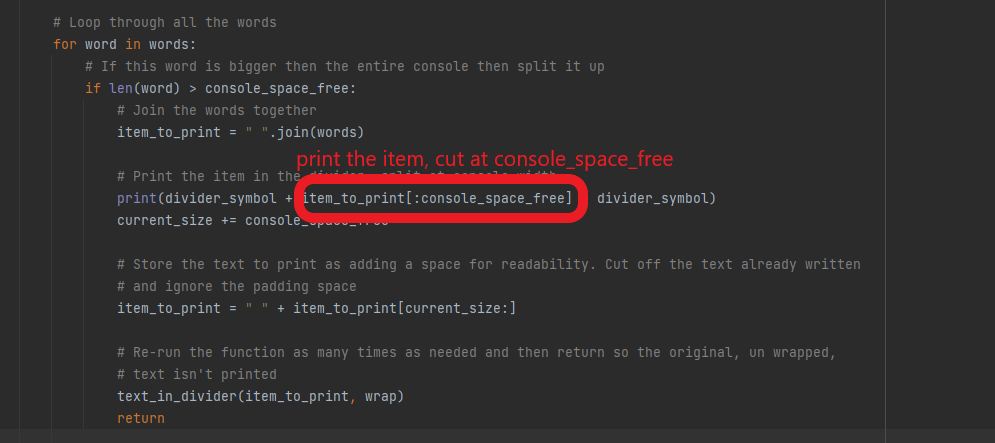 # Loop through all the words
for word in words:
# If this word is bigger then the entire console then split it up
if len(word) > console_space_free:
# Join the words together
item_to_print = " ".join(words)
print the item, cut at console_space_free
# Print the item in the
print(divider_symbol + item_to_print[:console_space_free] divider_symbol)
current_size += console_space_free
# Store the text to print as adding a space for readability. Cut off the text already written
# and ignore the padding space
item_to_print = " " + item_to_print[current_size:]
# Re-run the function as many times as needed and then return so the original, un wrapped,
# text isn't printed
text_in_divider(item_to_print, wrap)
return